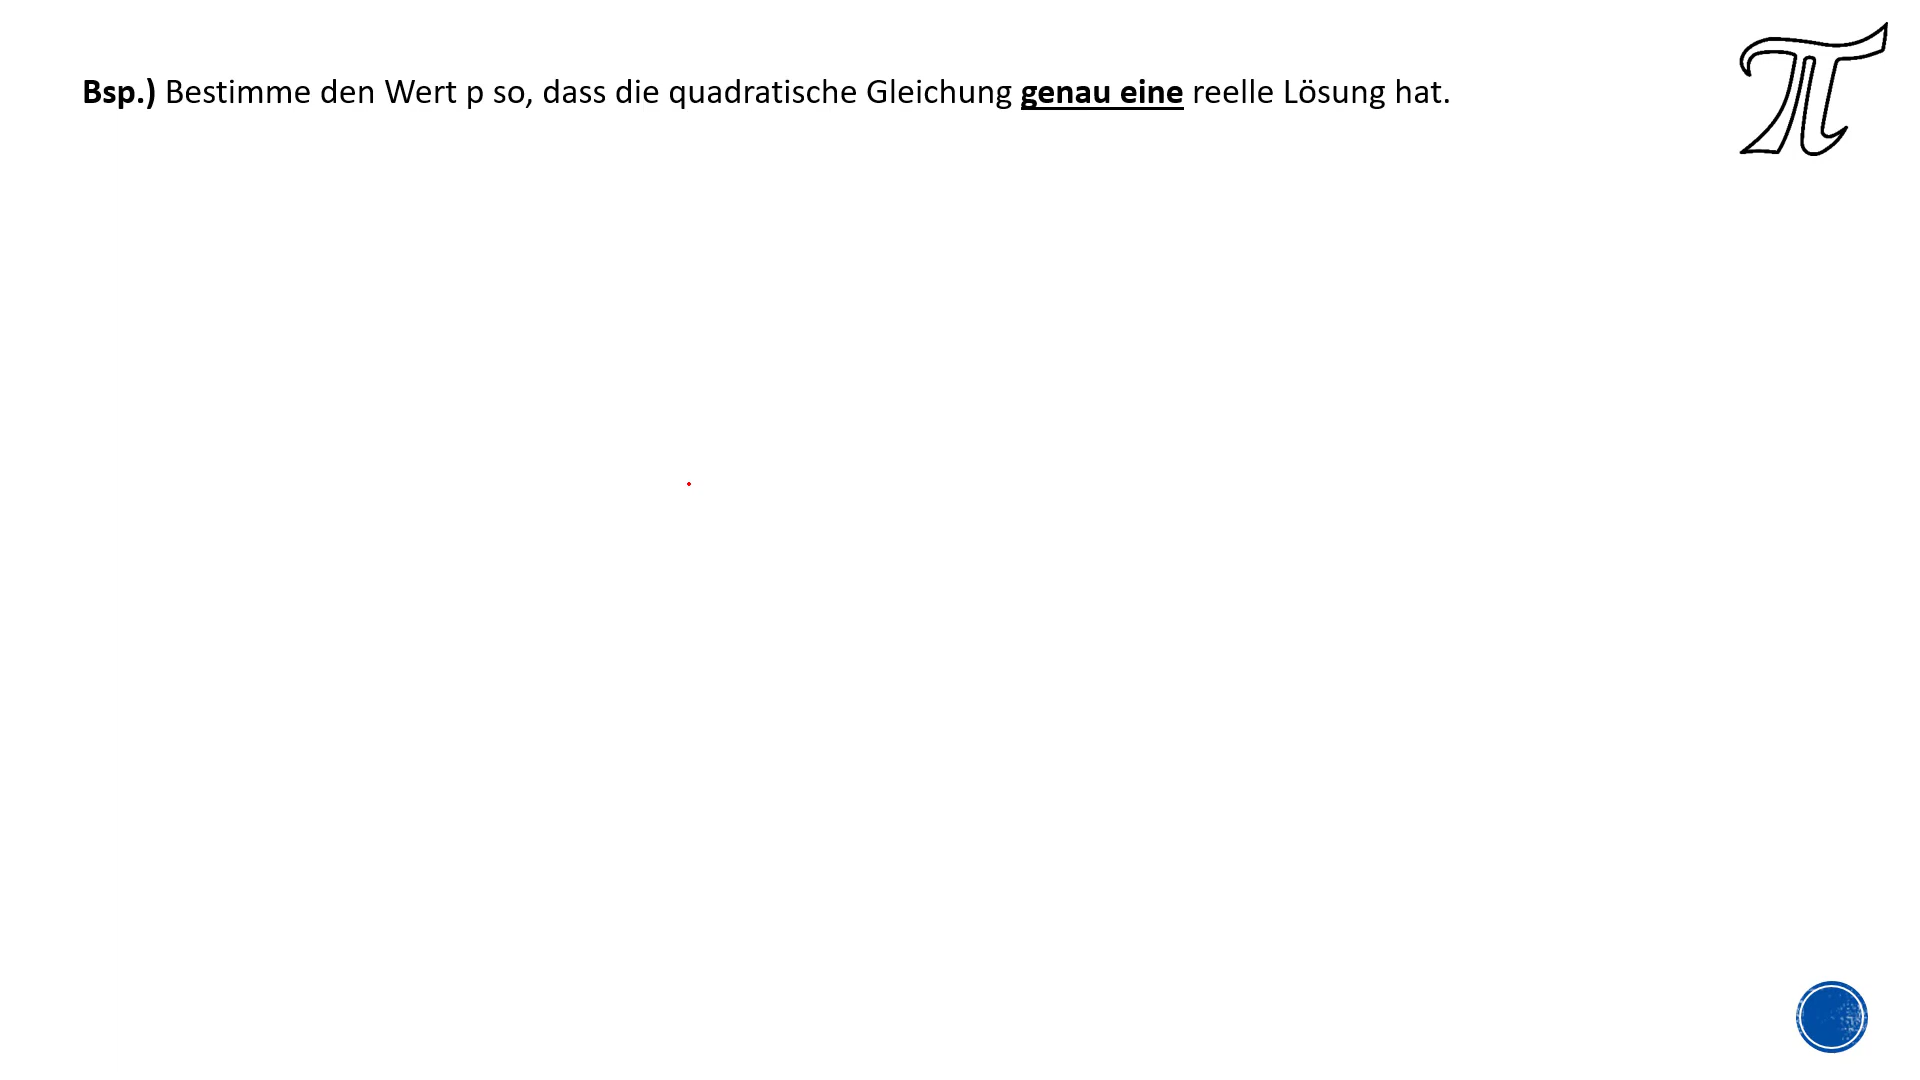 Bsp.) Bestimme den Wert p so, dass die quadratische Gleichung genau eine reelle Lösung hat.